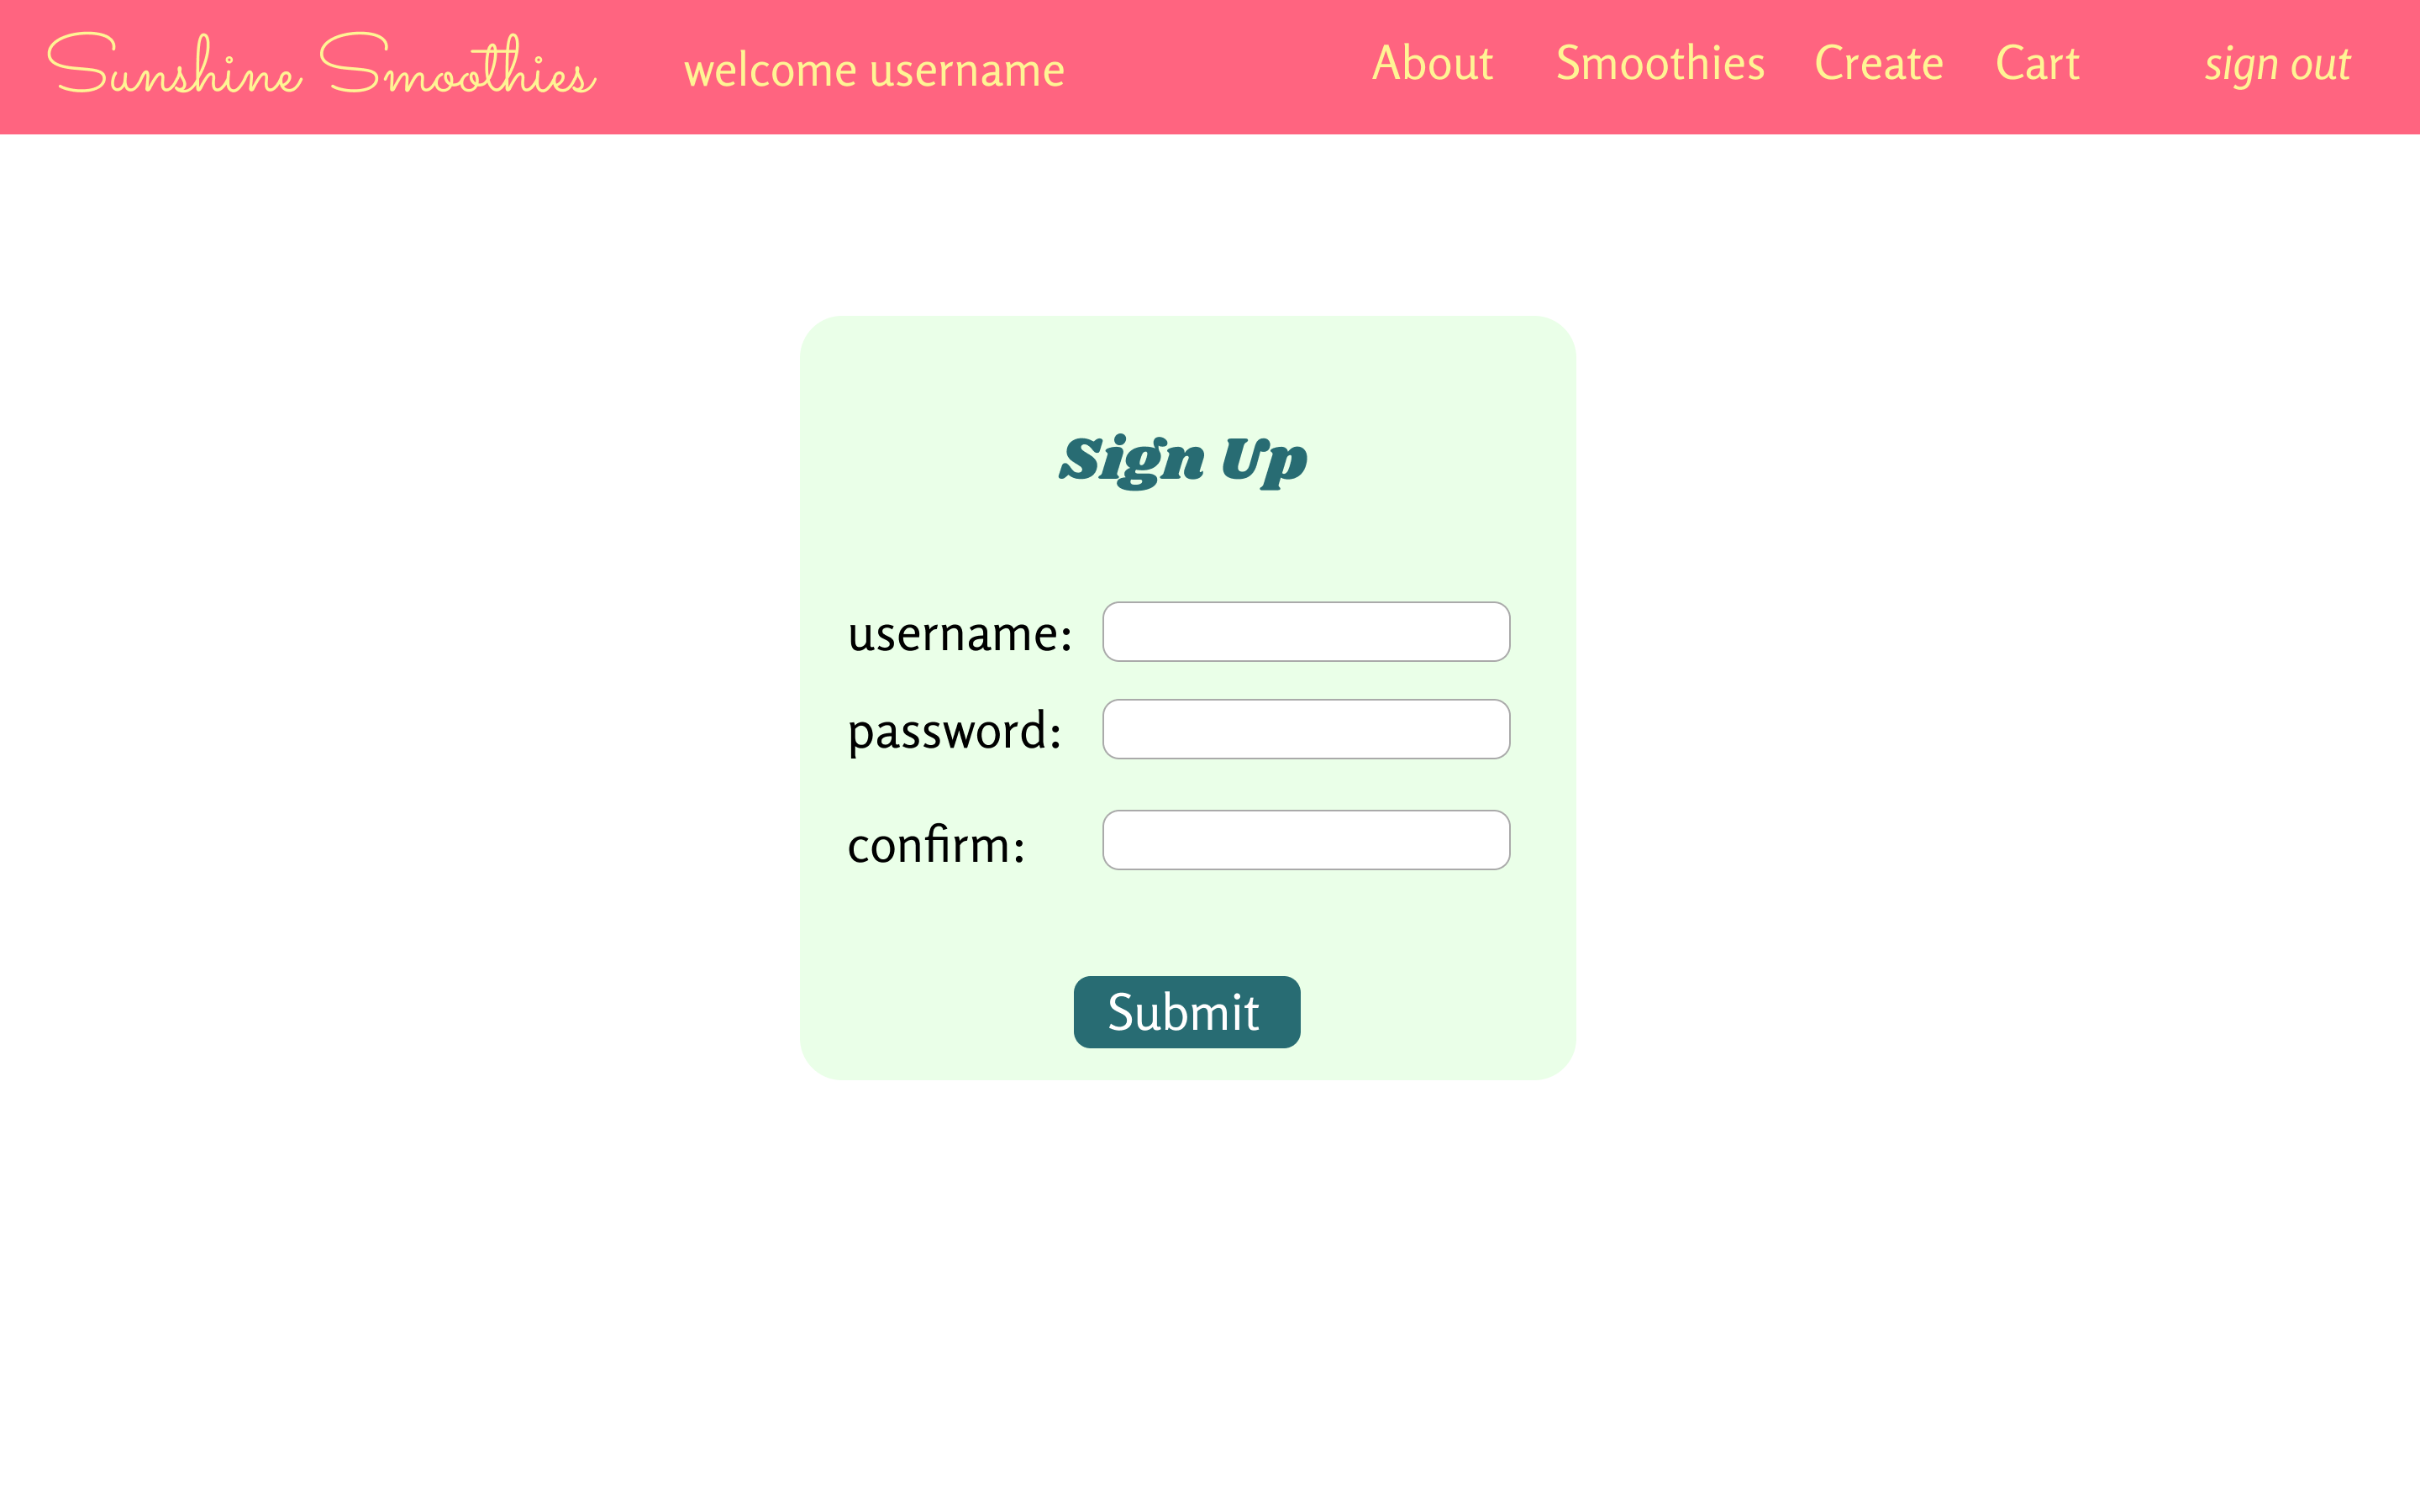 Sunshine Smoothies welcome username About Smoothies Create Cart sign out
Sign Up
username:
password:
confirm:
Submit